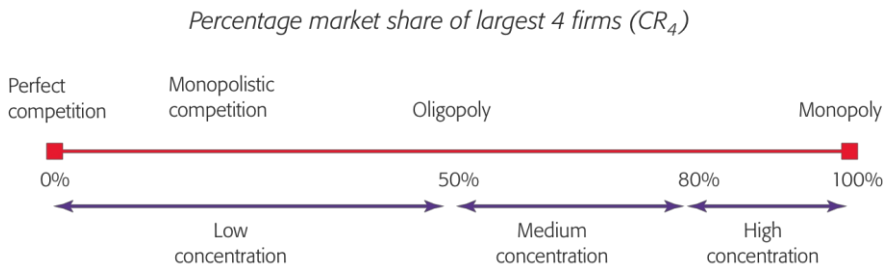 Percentage market share of largest 4 firms (CR₄)
Perfect
competition
Monopolistic
competition
Oligopoly
Monopoly
0%
50%
80%
100%
Low
concentration
Medium
concentration
High
concentration